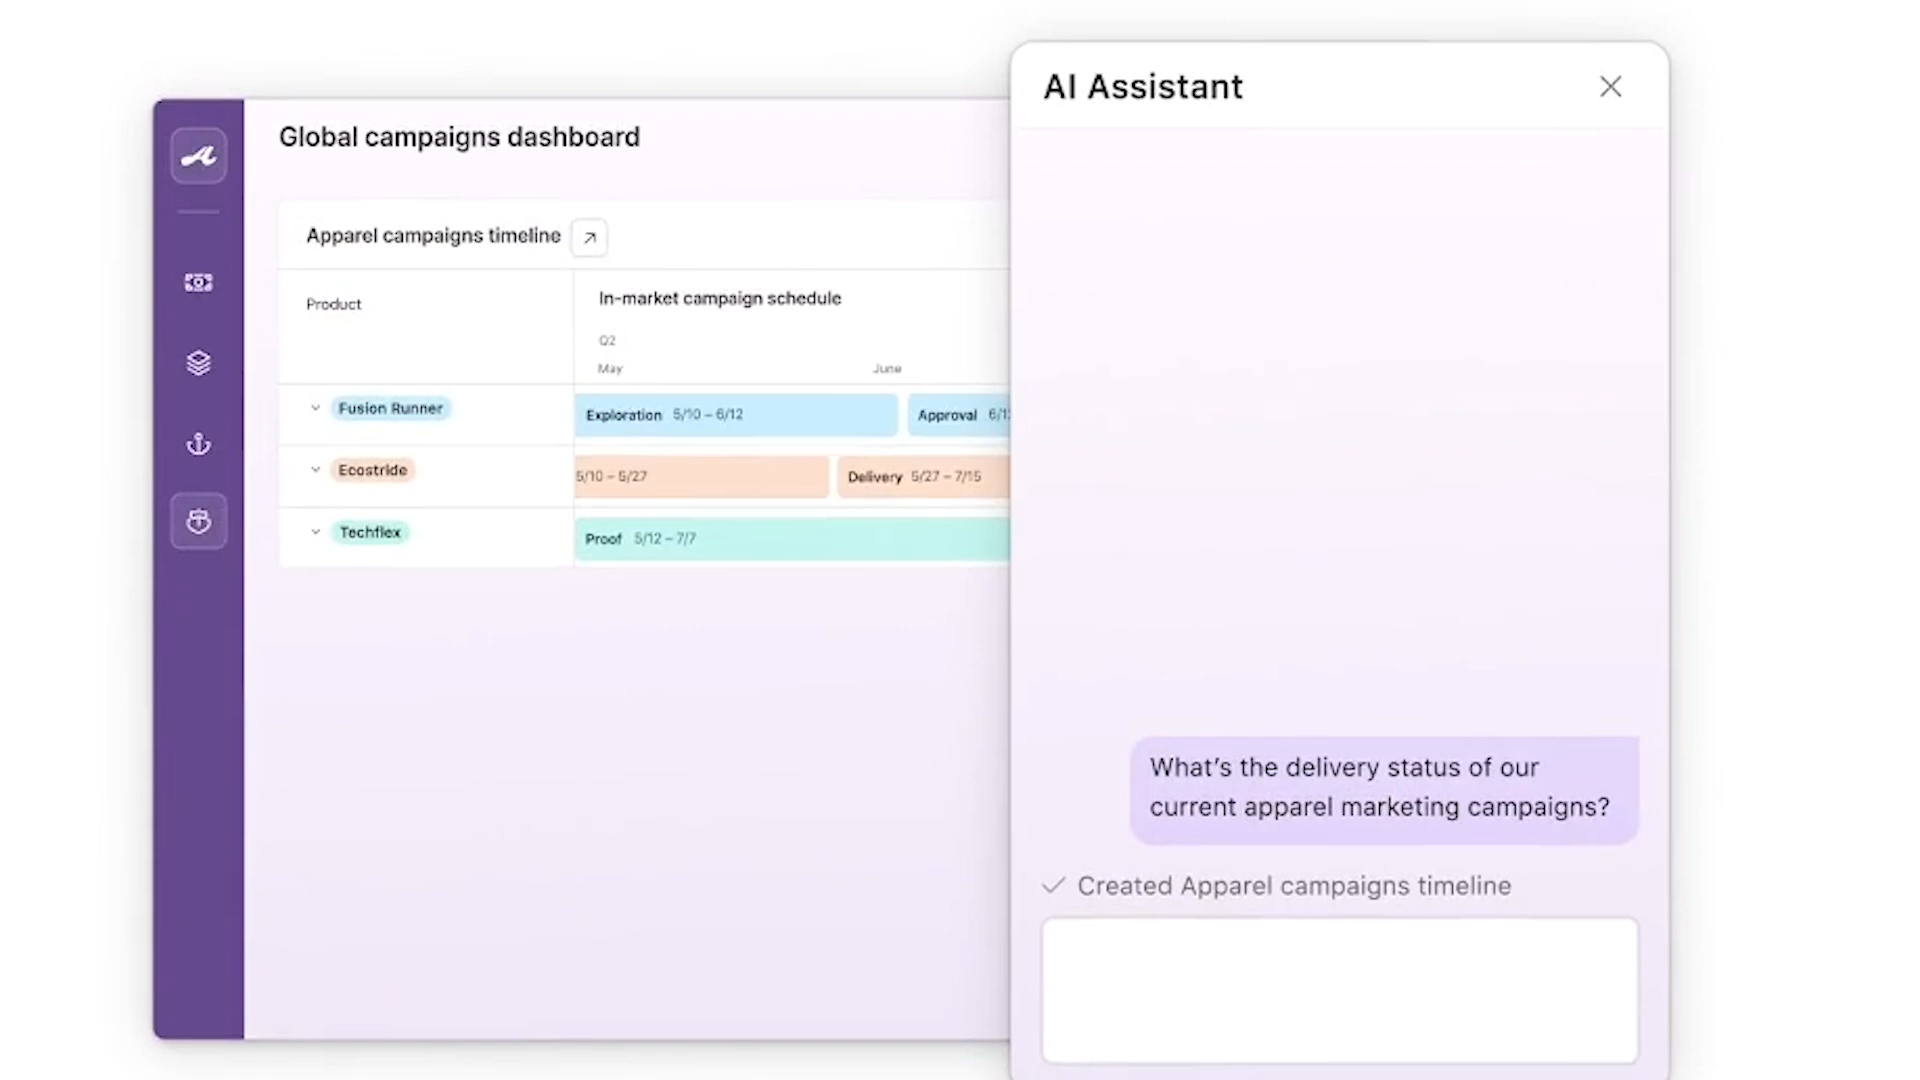 Global campaigns dashboard
Apparel campaigns timeline
Product
In-market campaign schedule
Q2
May June
Fusion Runner Exploration 5/10 – 6/12 Approval
Ecostride 5/10 – 5/27 Delivery 5/27 – 7/15
Techflex Proof 5/12 – 7/7
AI Assistant
What's the delivery status of our
current apparel marketing campaigns?
Created Apparel campaigns timeline